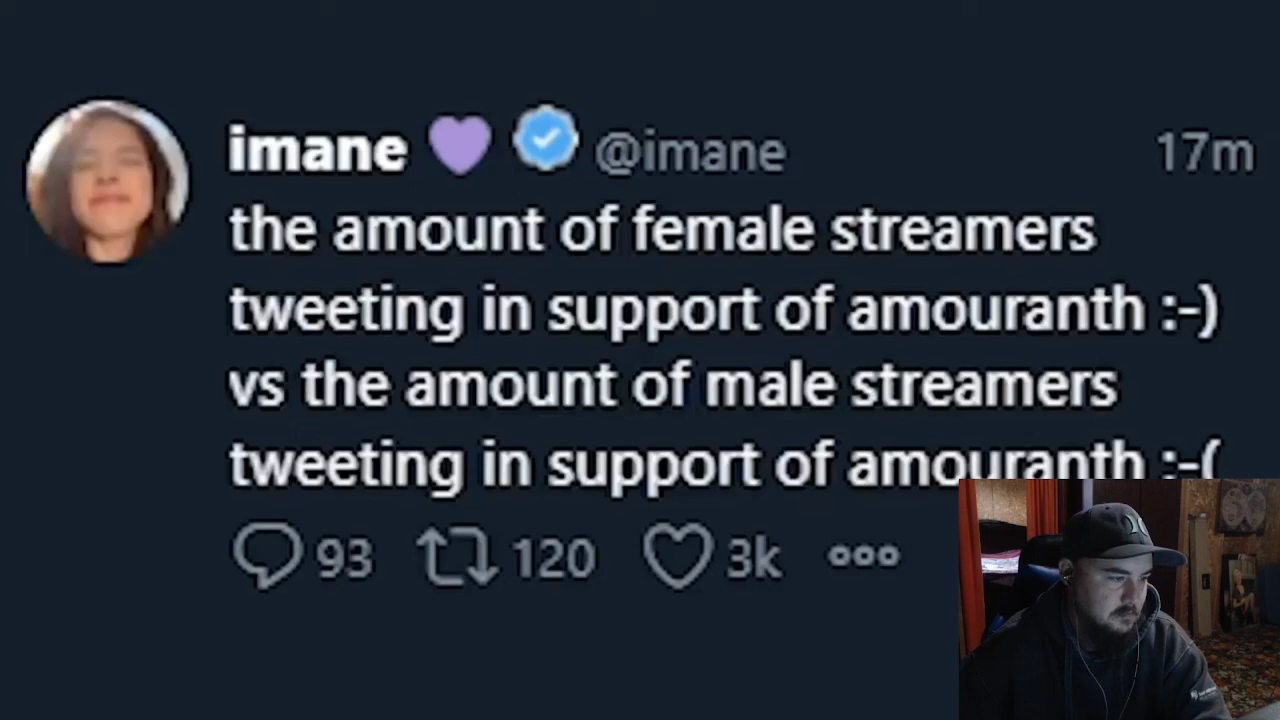 imane 💜 @imane 17m
the amount of female streamers
tweeting in support of amouranth :-)
vs the amount of male streamers
tweeting in support of amouranth :-(
93 120 3k